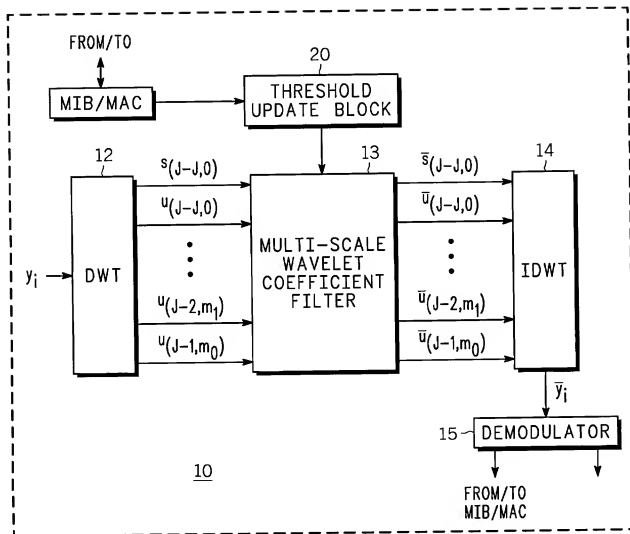 FROM/TO
MIB/MAC
20
THRESHOLD
UPDATE BLOCK
12
DWT
yi
s(J-J,0)
u(J-J,0)
u(J-2,m1)
u(J-1,m0)
13
MULTI-SCALE
WAVELET
COEFFICIENT
FILTER
s̅(J-J,0)
u̅(J-J,0)
u̅(J-2,m1)
u̅(J-1,m0)
14
IDWT
y̅i
15
DEMODULATOR
10
FROM/TO
MIB/MAC